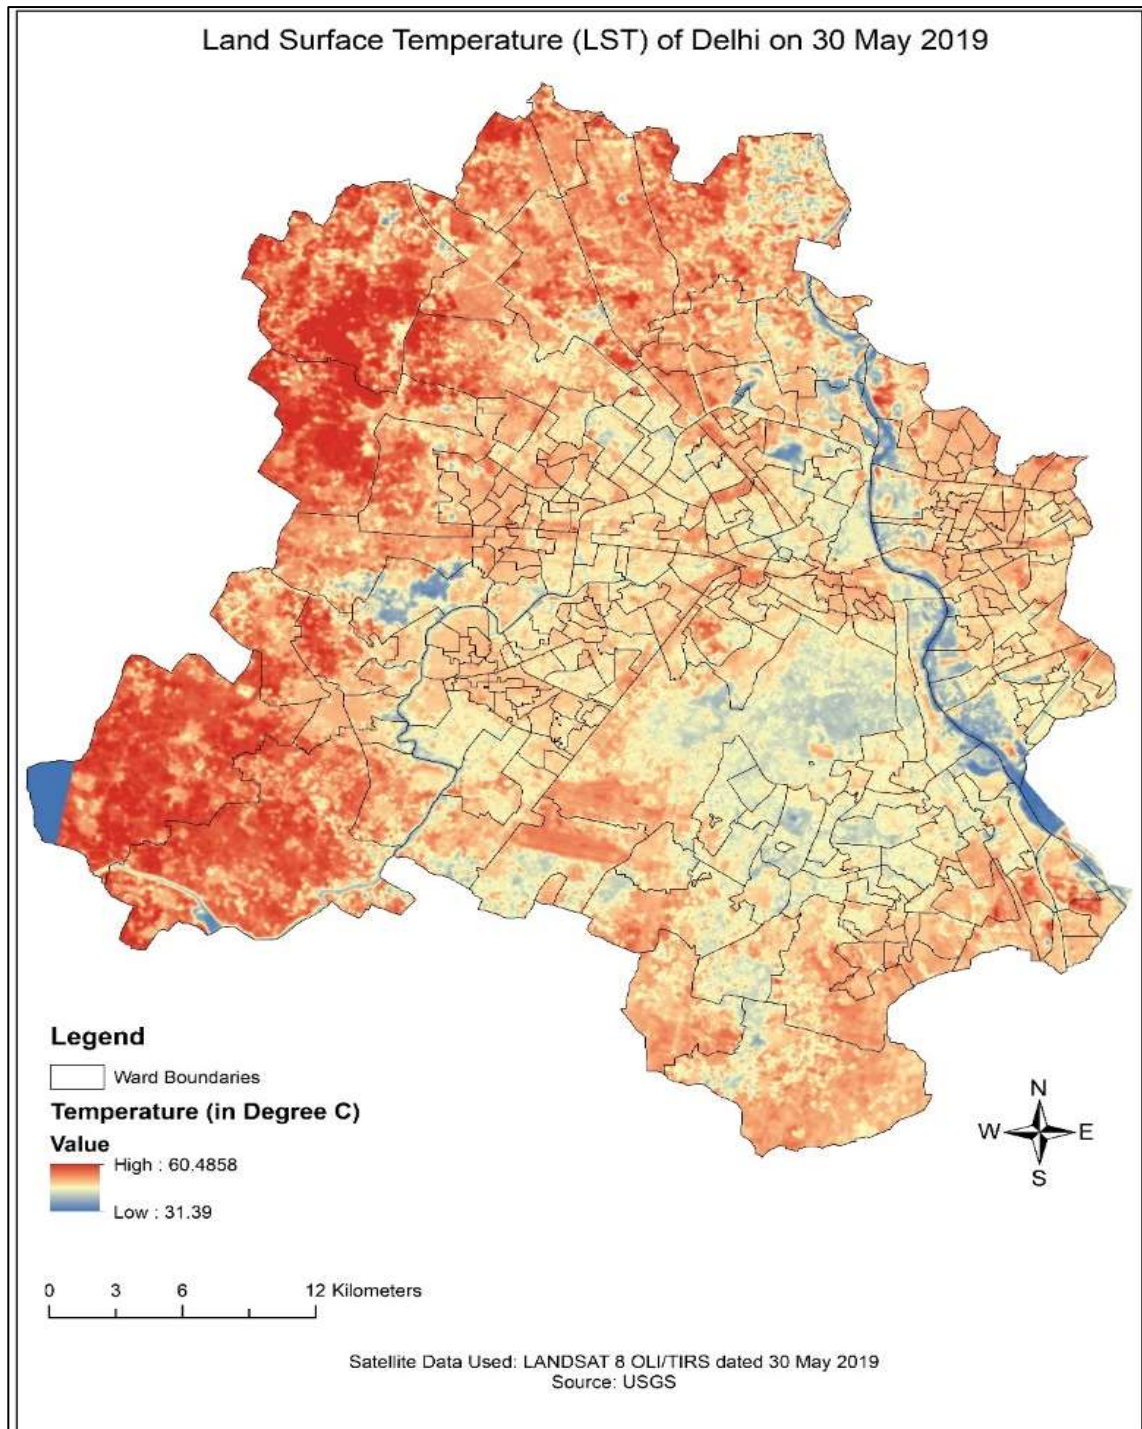 Land Surface Temperature (LST) of Delhi on 30 May 2019
Legend
Ward Boundaries
Temperature (in Degree C)
Value
High : 60.4858
Low : 31.39
N
W E
S
0 3 6 12 Kilometers
Satellite Data Used: LANDSAT 8 OLI/TIRS dated 30 May 2019
Source: USGS